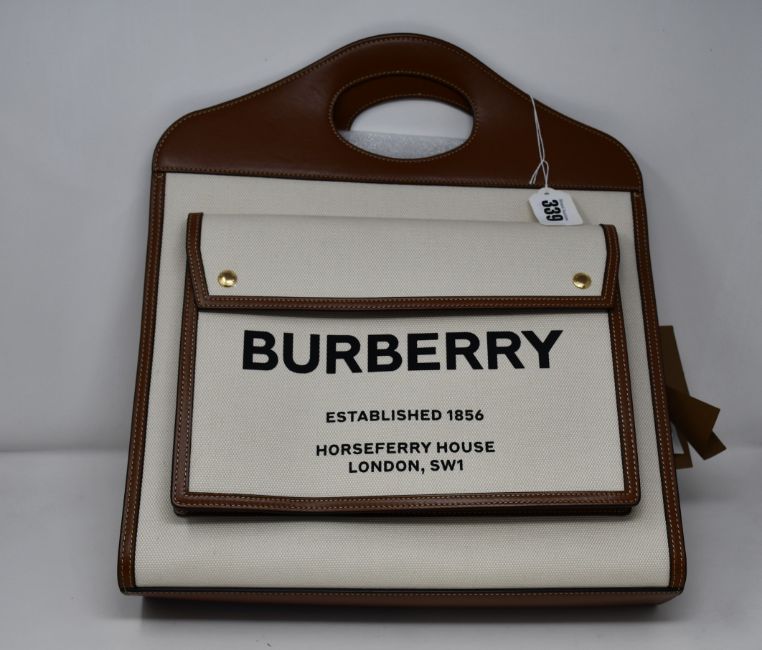 339
BURBERRY
ESTABLISHED 1856
HORSEFERRY HOUSE
LONDON, SW1